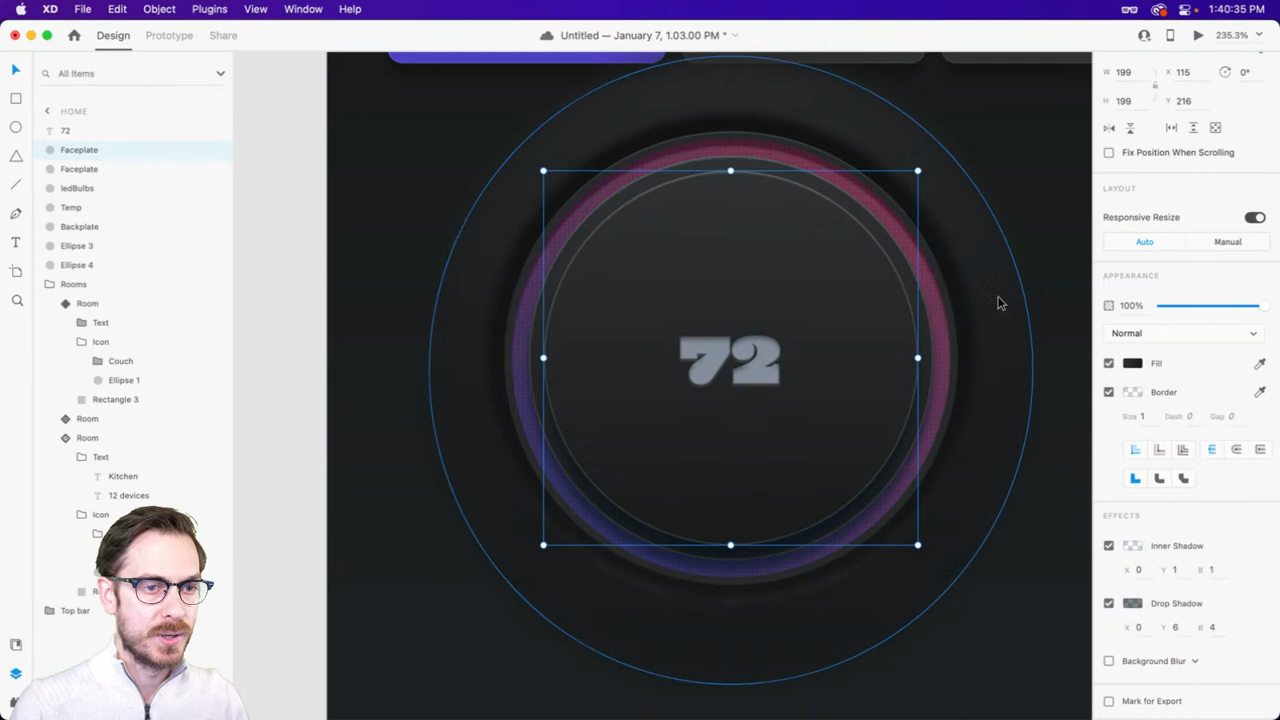 XD File Edit Object Plugins View Window Help 1:40:35 PM
Design Prototype Share Untitled — January 7, 1.03.00 PM * 235.3%
All Items
HOME
72
Faceplate
Faceplate
ledBulbs
Temp
Backplate
Ellipse 3
Ellipse 4
Rooms
Room
Text
Icon
Couch
Ellipse 1
Rectangle 3
Room
Room
Text
Kitchen
12 devices
Icon
Top bar
72
W 199 X 115 0°
H 199 Y 216
Fix Position When Scrolling
LAYOUT
Responsive Resize
Auto Manual
APPEARANCE
100%
Normal
Fill
Border
Size 1 Dash 0 Gap 0
EFFECTS
Inner Shadow
X 0 Y 1 B 1
Drop Shadow
X 0 Y 6 B 4
Background Blur
Mark for Export